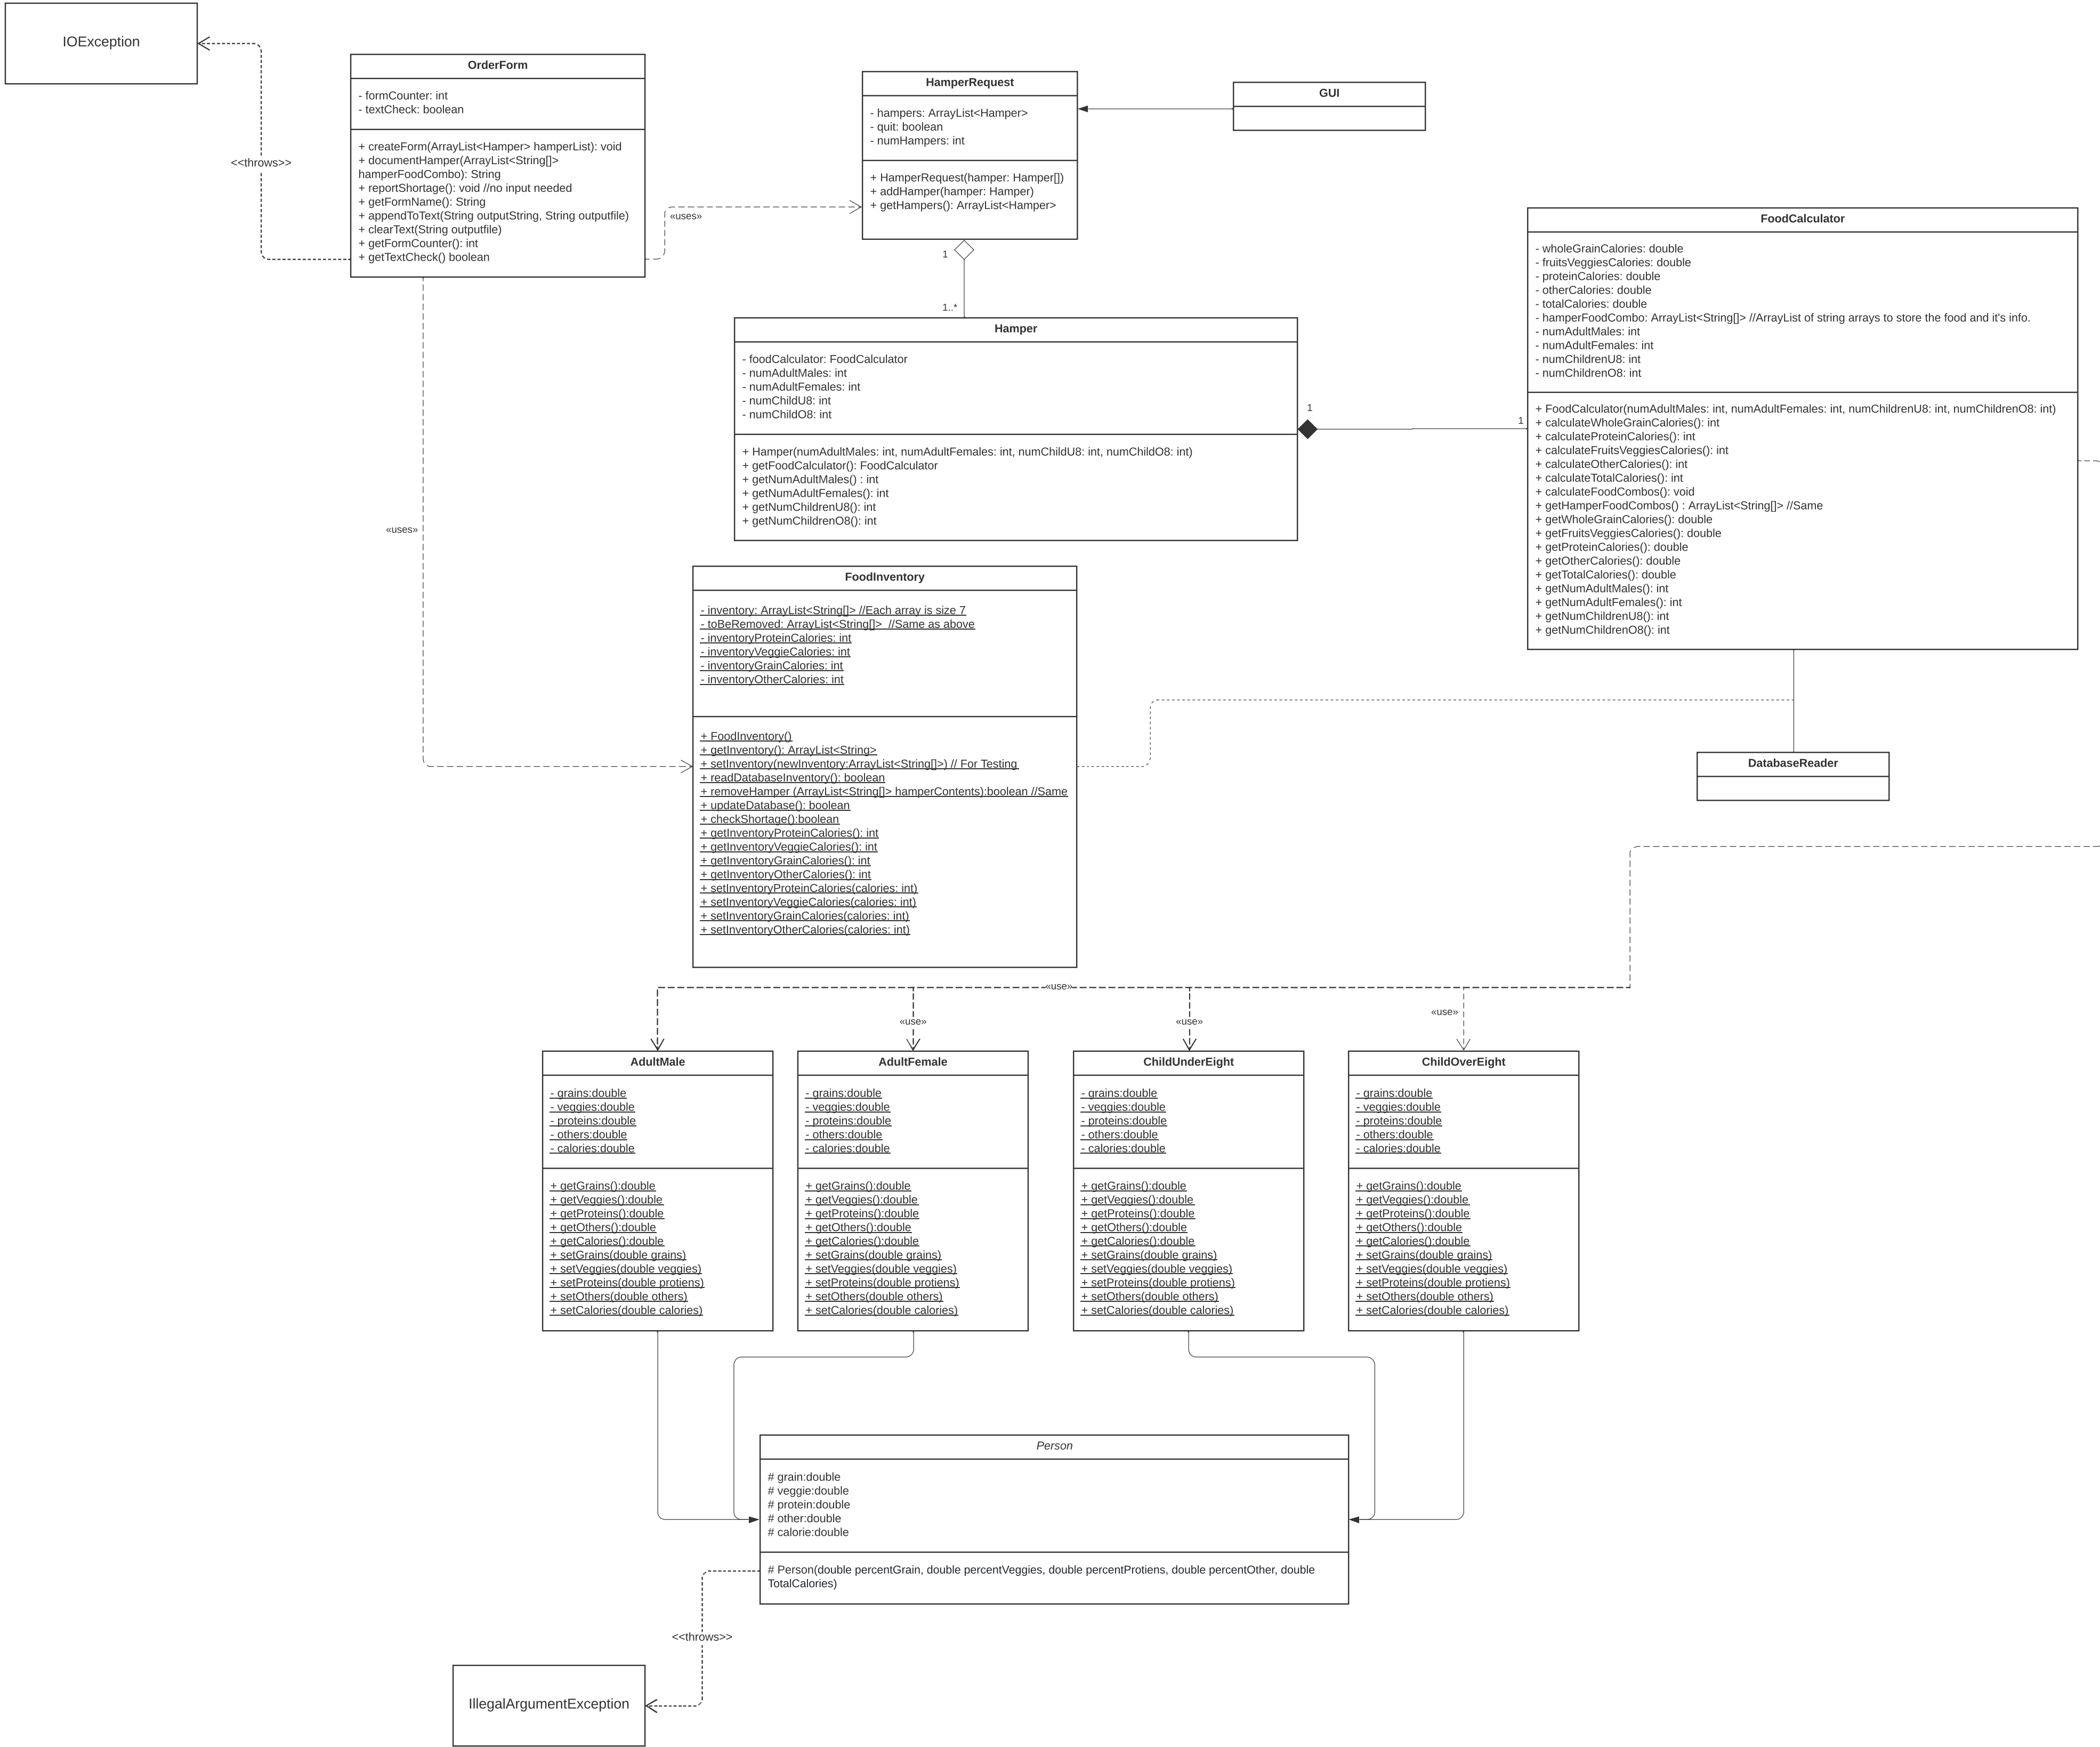 IOException
<<throws>>
OrderForm
- formCounter: int
- textCheck: boolean
+ createForm(ArrayList<Hamper> hamperList): void
+ documentHamper(ArrayList<String[]>
hamperFoodCombo): String
+ reportShortage(): void //no input needed
+ getFormName(): String
+ appendToText(String outputString, String outputfile)
+ clearText(String outputfile)
+ getFormCounter(): int
+ getTextCheck() boolean
«uses»
«uses»
HamperRequest
- hampers: ArrayList<Hamper>
- quit: boolean
- numHampers: int
+ HamperRequest(hamper: Hamper[])
+ addHamper(hamper: Hamper)
+ getHampers(): ArrayList<Hamper>
GUI
1
1..*
Hamper
- foodCalculator: FoodCalculator
- numAdultMales: int
- numAdultFemales: int
- numChildU8: int
- numChildO8: int
+ Hamper(numAdultMales: int, numAdultFemales: int, numChildU8: int, numChildO8: int)
+ getFoodCalculator(): FoodCalculator
+ getNumAdultMales() : int
+ getNumAdultFemales(): int
+ getNumChildrenU8(): int
+ getNumChildrenO8(): int
1
1
FoodCalculator
- wholeGrainCalories: double
- fruitsVeggiesCalories: double
- proteinCalories: double
- otherCalories: double
- totalCalories: double
- hamperFoodCombo: ArrayList<String[]> //ArrayList of string arrays to store the food and it's info.
- numAdultMales: int
- numAdultFemales: int
- numChildrenU8: int
- numChildrenO8: int
+ FoodCalculator(numAdultMales: int, numAdultFemales: int, numChildrenU8: int, numChildrenO8: int)
+ calculateWholeGrainCalories(): int
+ calculateProteinCalories(): int
+ calculateFruitsVeggiesCalories(): int
+ calculateOtherCalories(): int
+ calculateTotalCalories(): int
+ calculateFoodCombos(): void
+ getHamperFoodCombos() : ArrayList<String[]> //Same
+ getWholeGrainCalories(): double
+ getFruitsVeggiesCalories(): double
+ getProteinCalories(): double
+ getOtherCalories(): double
+ getTotalCalories(): double
+ getNumAdultMales(): int
+ getNumAdultFemales(): int
+ getNumChildrenU8(): int
+ getNumChildrenO8(): int
FoodInventory
- inventory: ArrayList<String[]> //Each array is size 7
- toBeRemoved: ArrayList<String[]>  //Same as above
- inventoryProteinCalories: int
- inventoryVeggieCalories: int
- inventoryGrainCalories: int
- inventoryOtherCalories: int
+ FoodInventory()
+ getInventory(): ArrayList<String>
+ setInventory(newInventory:ArrayList<String[]>) // For Testing
+ readDatabaseInventory(): boolean
+ removeHamper (ArrayList<String[]> hamperContents):boolean //Same
+ updateDatabase(): boolean
+ checkShortage():boolean
+ getInventoryProteinCalories(): int
+ getInventoryVeggieCalories(): int
+ getInventoryGrainCalories(): int
+ getInventoryOtherCalories(): int
+ setInventoryProteinCalories(calories: int)
+ setInventoryVeggieCalories(calories: int)
+ setInventoryGrainCalories(calories: int)
+ setInventoryOtherCalories(calories: int)
DatabaseReader
«use»
«use»
«use»
«use»
AdultMale
- grains:double
- veggies:double
- proteins:double
- others:double
- calories:double
+ getGrains():double
+ getVeggies():double
+ getProteins():double
+ getOthers():double
+ getCalories():double
+ setGrains(double grains)
+ setVeggies(double veggies)
+ setProteins(double protiens)
+ setOthers(double others)
+ setCalories(double calories)
AdultFemale
- grains:double
- veggies:double
- proteins:double
- others:double
- calories:double
+ getGrains():double
+ getVeggies():double
+ getProteins():double
+ getOthers():double
+ getCalories():double
+ setGrains(double grains)
+ setVeggies(double veggies)
+ setProteins(double protiens)
+ setOthers(double others)
+ setCalories(double calories)
ChildUnderEight
- grains:double
- veggies:double
- proteins:double
- others:double
- calories:double
+ getGrains():double
+ getVeggies():double
+ getProteins():double
+ getOthers():double
+ getCalories():double
+ setGrains(double grains)
+ setVeggies(double veggies)
+ setProteins(double protiens)
+ setOthers(double others)
+ setCalories(double calories)
ChildOverEight
- grains:double
- veggies:double
- proteins:double
- others:double
- calories:double
+ getGrains():double
+ getVeggies():double
+ getProteins():double
+ getOthers():double
+ getCalories():double
+ setGrains(double grains)
+ setVeggies(double veggies)
+ setProteins(double protiens)
+ setOthers(double others)
+ setCalories(double calories)
Person
# grain:double
# veggie:double
# protein:double
# other:double
# calorie:double
# Person(double percentGrain, double percentVeggies, double percentProtiens, double percentOther, double
TotalCalories)
<<throws>>
IllegalArgumentException